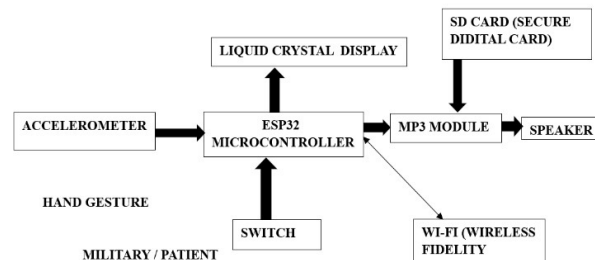 SD CARD (SECURE
DIDITAL CARD)
LIQUID CRYSTAL DISPLAY
ACCELEROMETER
ESP32
MICROCONTROLLER
MP3 MODULE
SPEAKER
HAND GESTURE
SWITCH
WI-FI (WIRELESS
FIDELITY
MILITARY / PATIENT